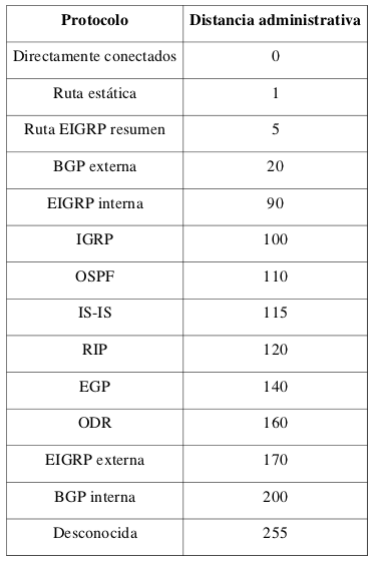 Protocolo Distancia administrativa
Directamente conectados 0
Ruta estática 1
Ruta EIGRP resumen 5
BGP externa 20
EIGRP interna 90
IGRP 100
OSPF 110
IS-IS 115
RIP 120
EGP 140
ODR 160
EIGRP externa 170
BGP interna 200
Desconocida 255